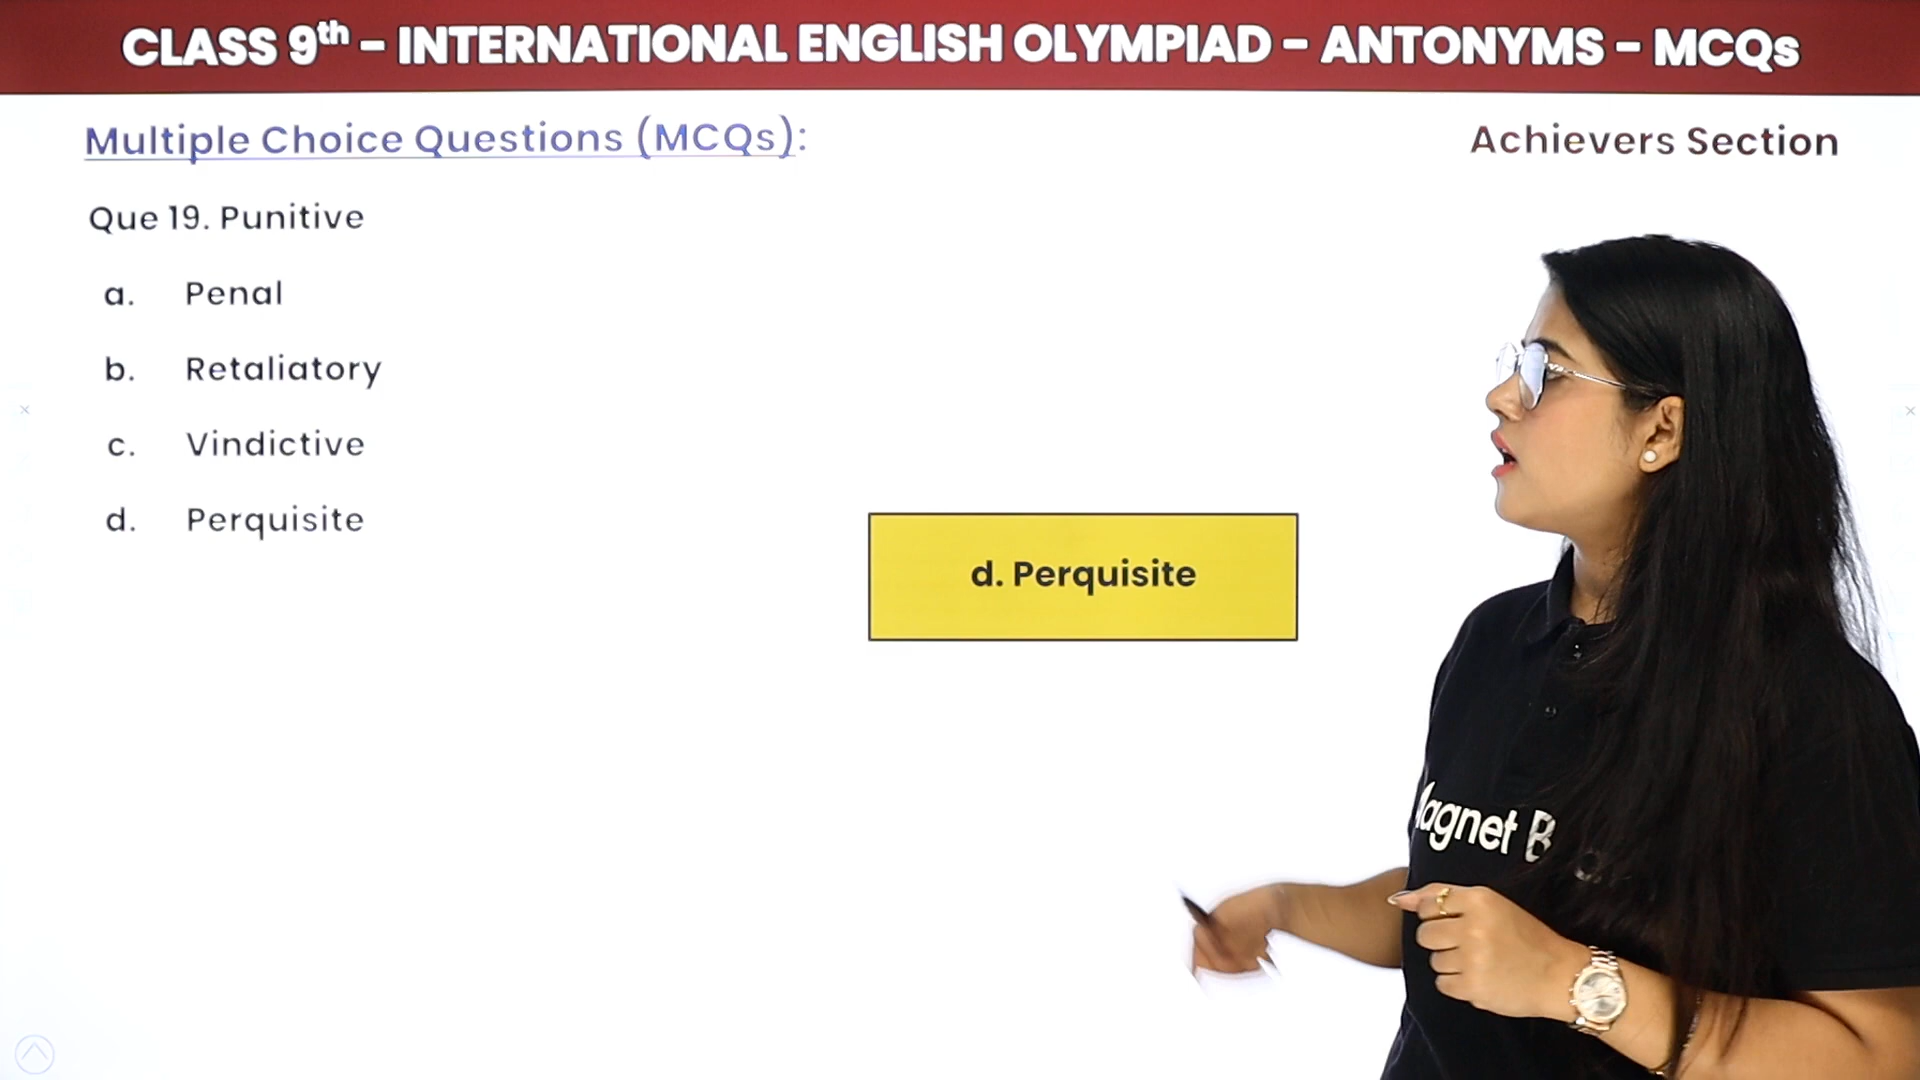 CLASS 9th – INTERNATIONAL ENGLISH OLYMPIAD – ANTONYMS – MCQs
Multiple Choice Questions (MCQs):
Achievers Section
Que 19. Punitive
a. Penal
b. Retaliatory
c. Vindictive
d. Perquisite
d. Perquisite
agnet B